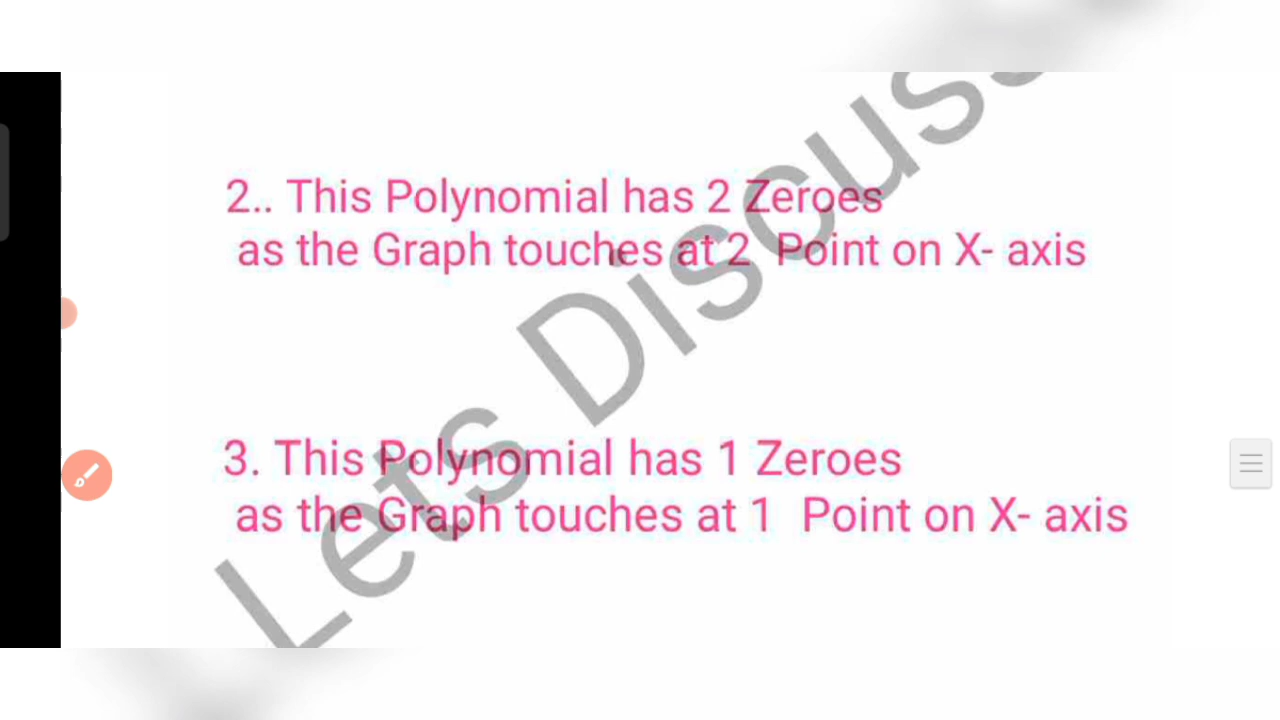 2.. This Polynomial has 2 Zeroes
as the Graph touches at 2 Point on X- axis
3. This Polynomial has 1 Zeroes
as the Graph touches at 1 Point on X- axis
Lets Discuss